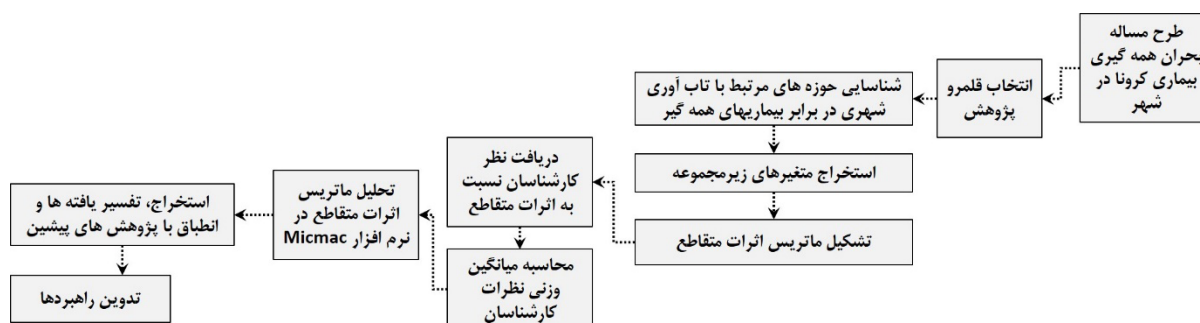 طرح مساله
بحران همه گیری
بیماری کرونا در
شهر
انتخاب قلمرو
پژوهش
شناسایی حوزه های مرتبط با تاب آوری
شهری در برابر بیماریهای همه گیر
استخراج متغیرهای زیرمجموعه
تشکیل ماتریس اثرات متقاطع
دریافت نظر
کارشناسان نسبت
به اثرات متقاطع
محاسبه میانگین
وزنی نظرات
کارشناسان
تحلیل ماتریس
اثرات متقاطع در
نرم افزار Micmac
استخراج، تفسیر یافته ها و
انطباق با پژوهش های پیشین
تدوین راهبردها